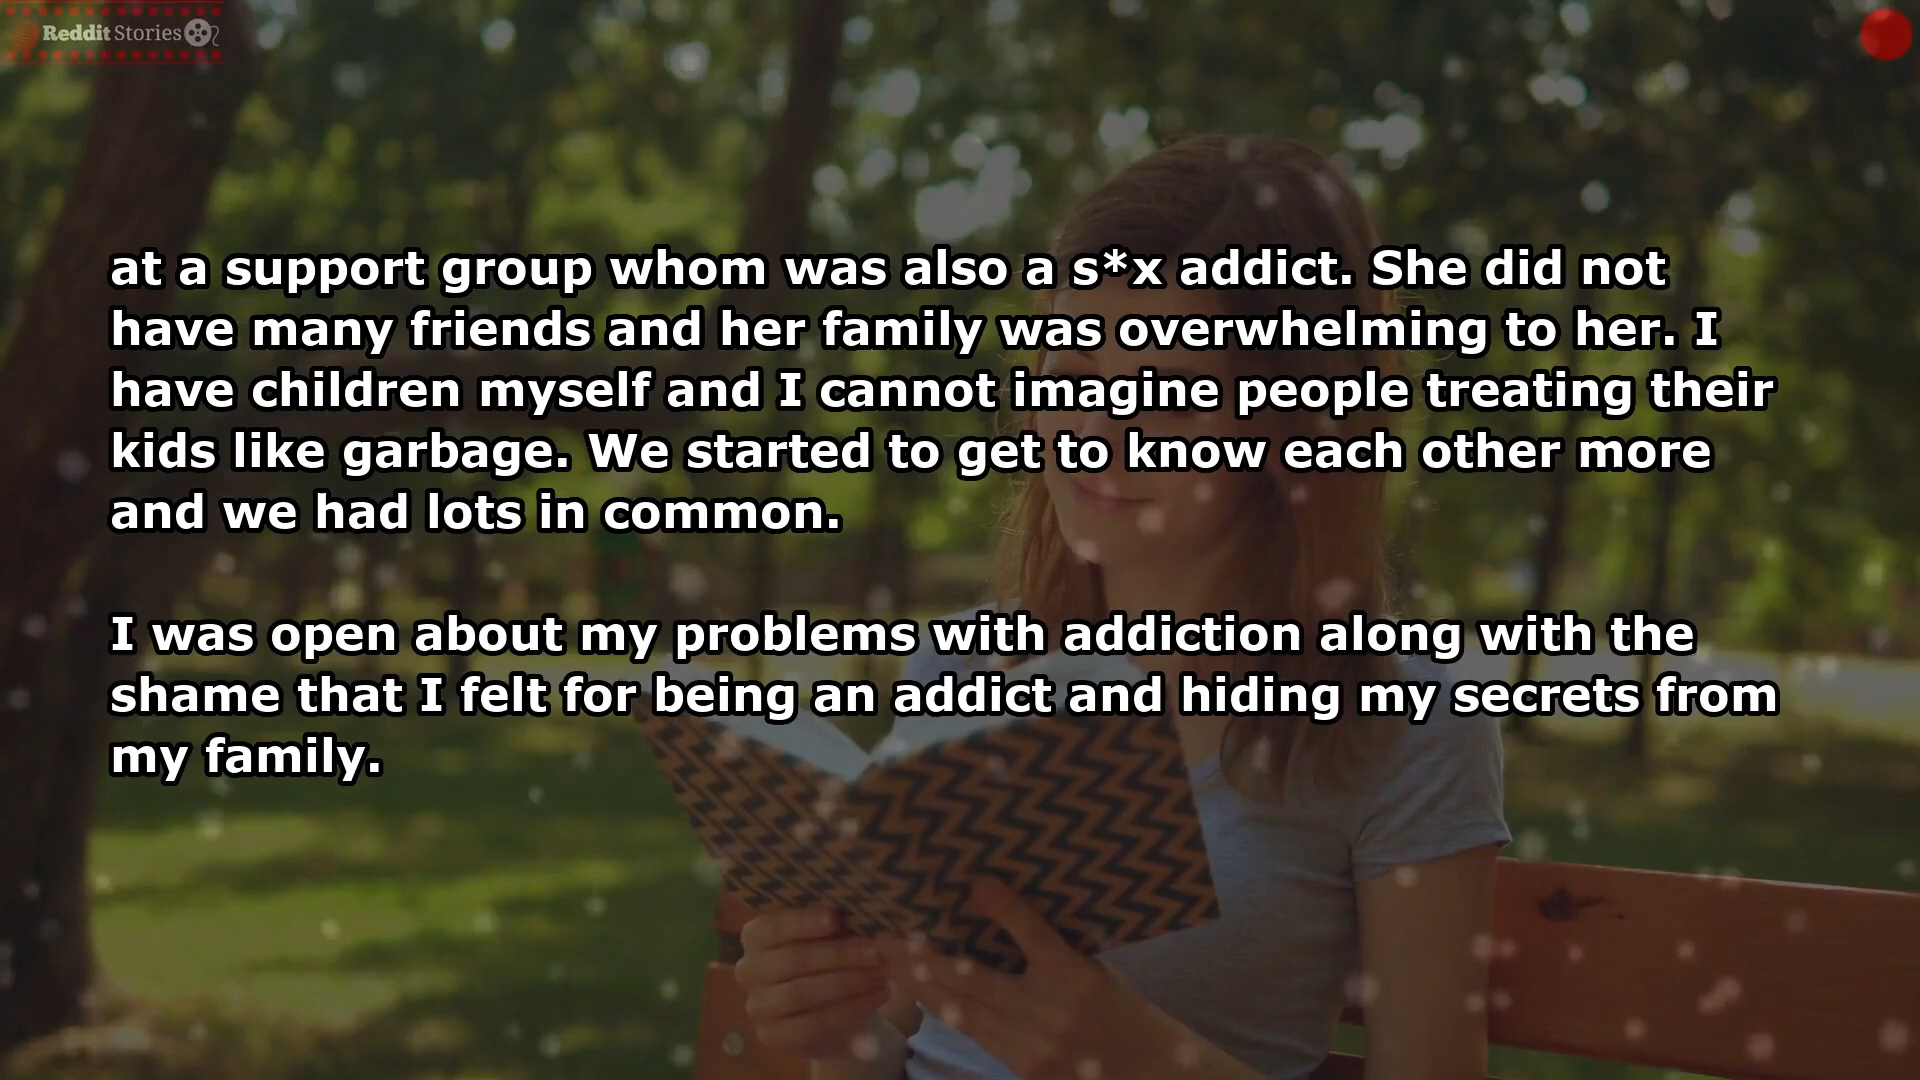 Reddit Stories
at a support group whom was also a s*x addict. She did not
have many friends and her family was overwhelming to her. I
have children myself and I cannot imagine people treating their
kids like garbage. We started to get to know each other more
and we had lots in common.
I was open about my problems with addiction along with the
shame that I felt for being an addict and hiding my secrets from
my family.